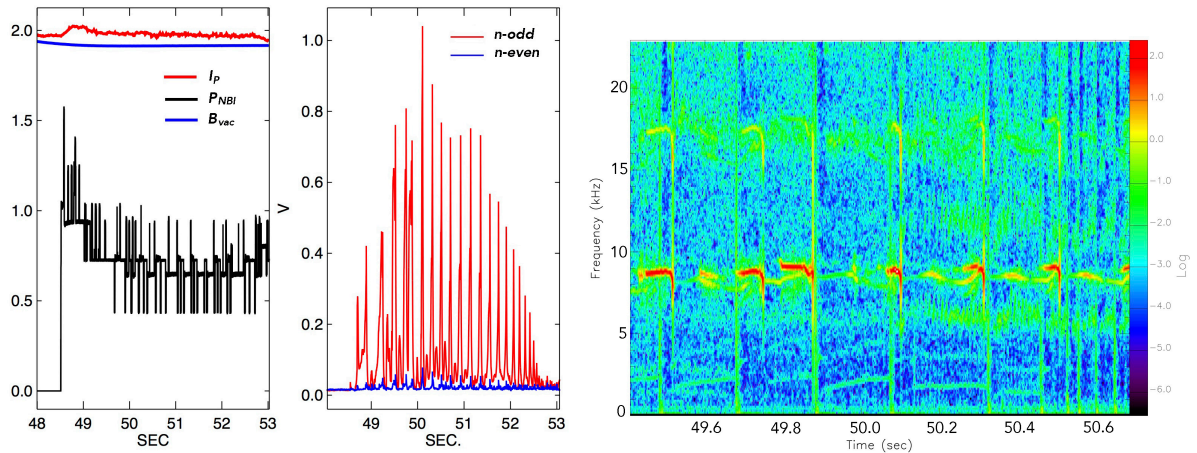 2.0
1.5
1.0
0.5
0.0
I_P
P_NBI
B_vac
48 49 50 51 52 53
SEC
V
1.0
0.8
0.6
0.4
0.2
0.0
n-odd
n-even
49 50 51 52 53
SEC.
Frequency (kHz)
20
15
10
5
0
49.6 49.8 50.0 50.2 50.4 50.6
Time (sec)
2.0
1.0
0.0
-1.0
-2.0
-3.0
-4.0
-5.0
-6.0
Log